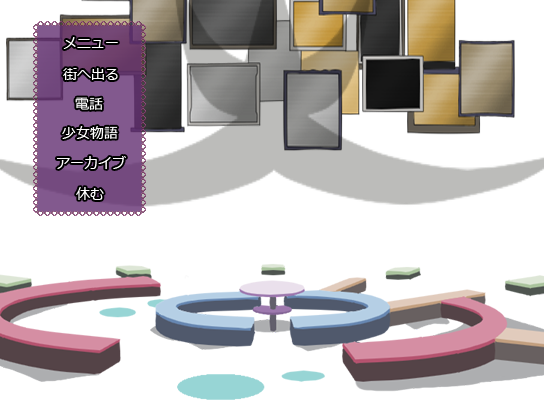 メニュー
街へ出る
電話
少女物語
アーカイブ
休む